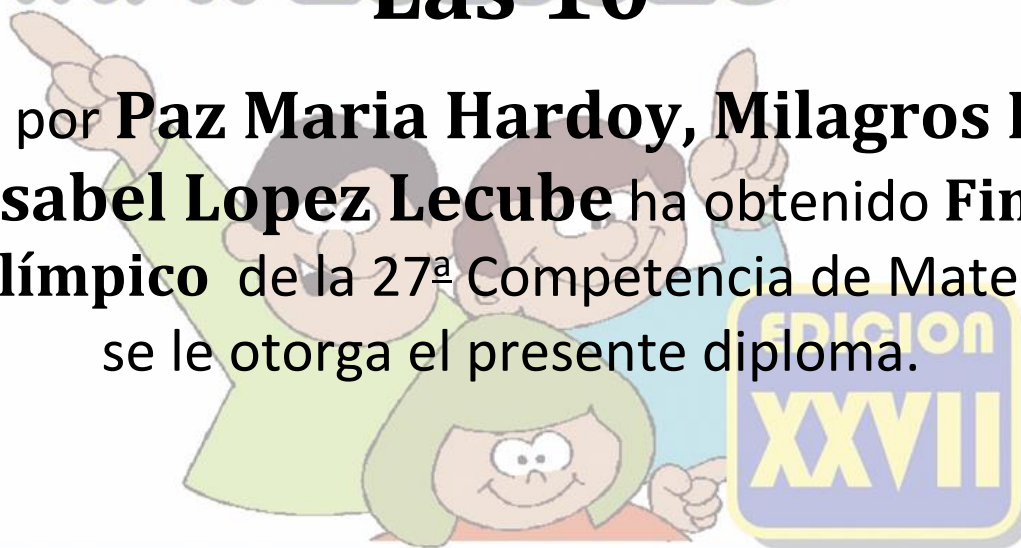 Las 10
por Paz Maria Hardoy, Milagros
sabel Lopez Lecube ha obtenido Fin
límpico de la 27ª Competencia de Mate
se le otorga el presente diploma.
EDICION
XXVII